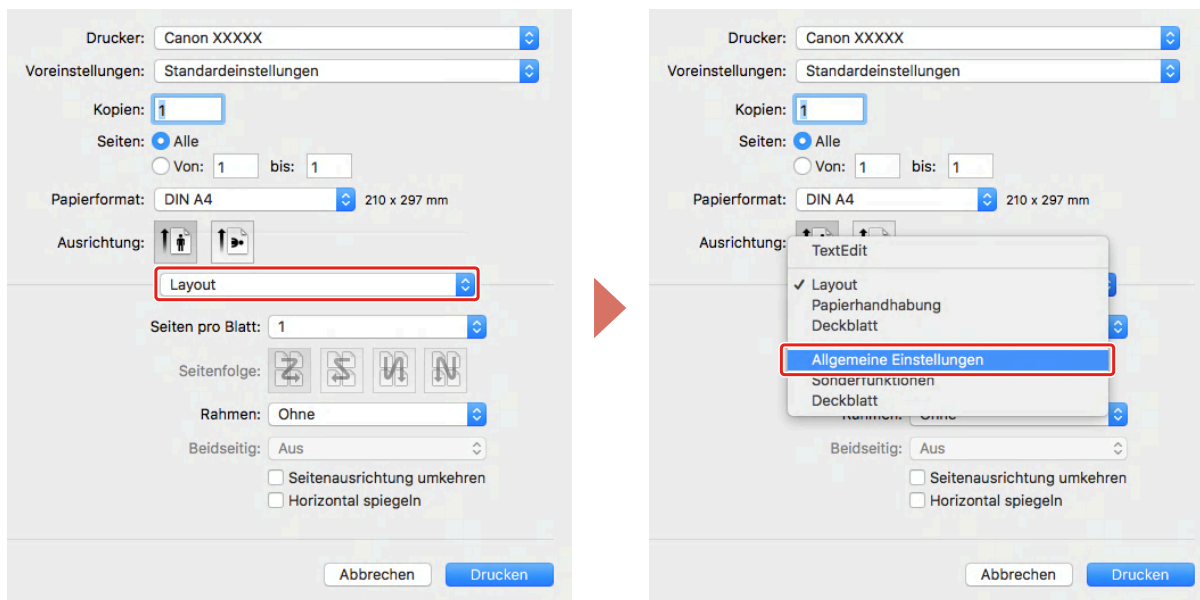 Drucker: Canon XXXXX
Voreinstellungen: Standardeinstellungen
Kopien: 1
Seiten: Alle
Von: 1 bis: 1
Papierformat: DIN A4 210 x 297 mm
Ausrichtung:
Layout
Seiten pro Blatt: 1
Seitenfolge:
Rahmen: Ohne
Beidseitig: Aus
Seitenausrichtung umkehren
Horizontal spiegeln
Abbrechen Drucken
Drucker: Canon XXXXX
Voreinstellungen: Standardeinstellungen
Kopien: 1
Seiten: Alle
Von: 1 bis: 1
Papierformat: DIN A4 210 x 297 mm
Ausrichtung:
TextEdit
✓ Layout
Papierhandhabung
Deckblatt
Allgemeine Einstellungen
Sonderfunktionen
Deckblatt
Rahmen: Ohne
Beidseitig: Aus
Seitenausrichtung umkehren
Horizontal spiegeln
Abbrechen Drucken